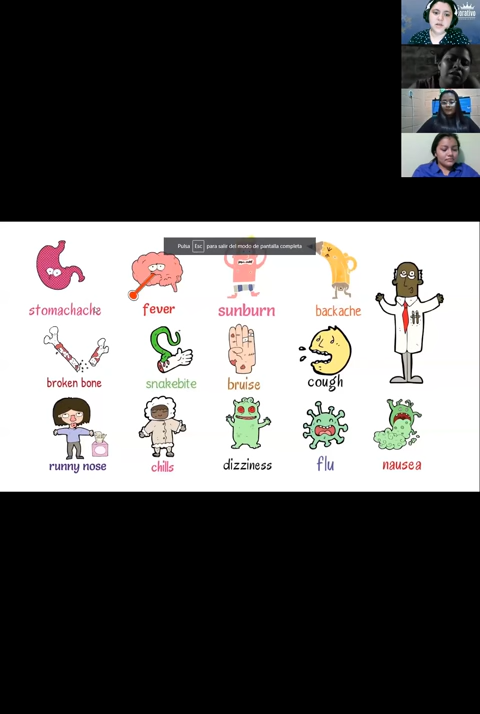 orativo
Pulsa Esc para salir del modo de pantalla completa
stomachache fever sunburn backache
broken bone snakebite bruise cough
runny nose chills dizziness flu nausea